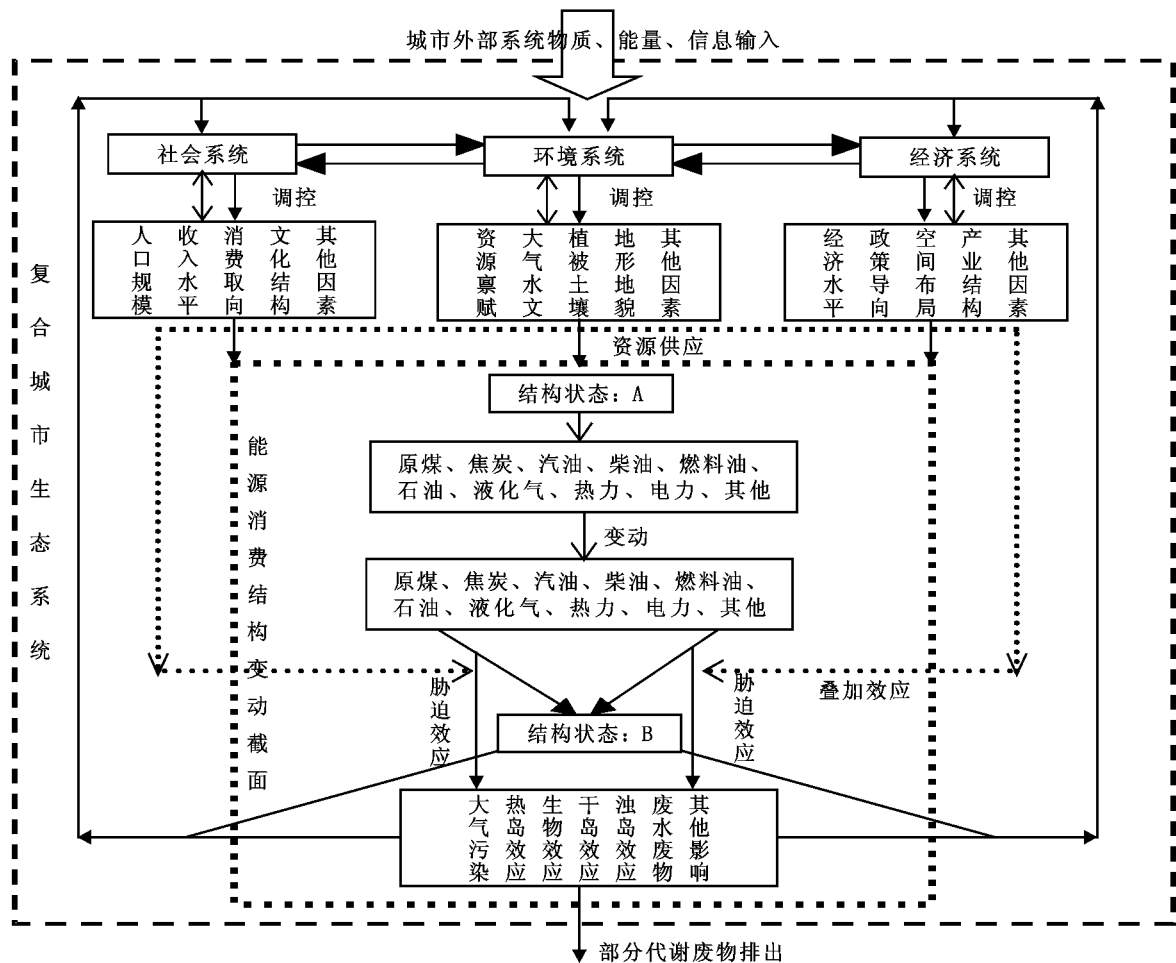 城市外部系统物质、能量、信息输入
社会系统
环境系统
经济系统
调控
调控
调控
人口规模
收入水平
消费取向
文化结构
其他因素
资源禀赋
大气水文
植被土壤
地形地貌
其他因素
经济水平
政策导向
空间布局
产业结构
其他因素
复合城市生态系统
资源供应
结构状态：A
能源消费结构变动截面
原煤、焦炭、汽油、柴油、燃料油、
石油、液化气、热力、电力、其他
变动
原煤、焦炭、汽油、柴油、燃料油、
石油、液化气、热力、电力、其他
胁迫效应
胁迫效应
叠加效应
结构状态：B
大气污染
热岛效应
生物效应
干岛效应
浊岛效应
废水废物
其他影响
部分代谢废物排出